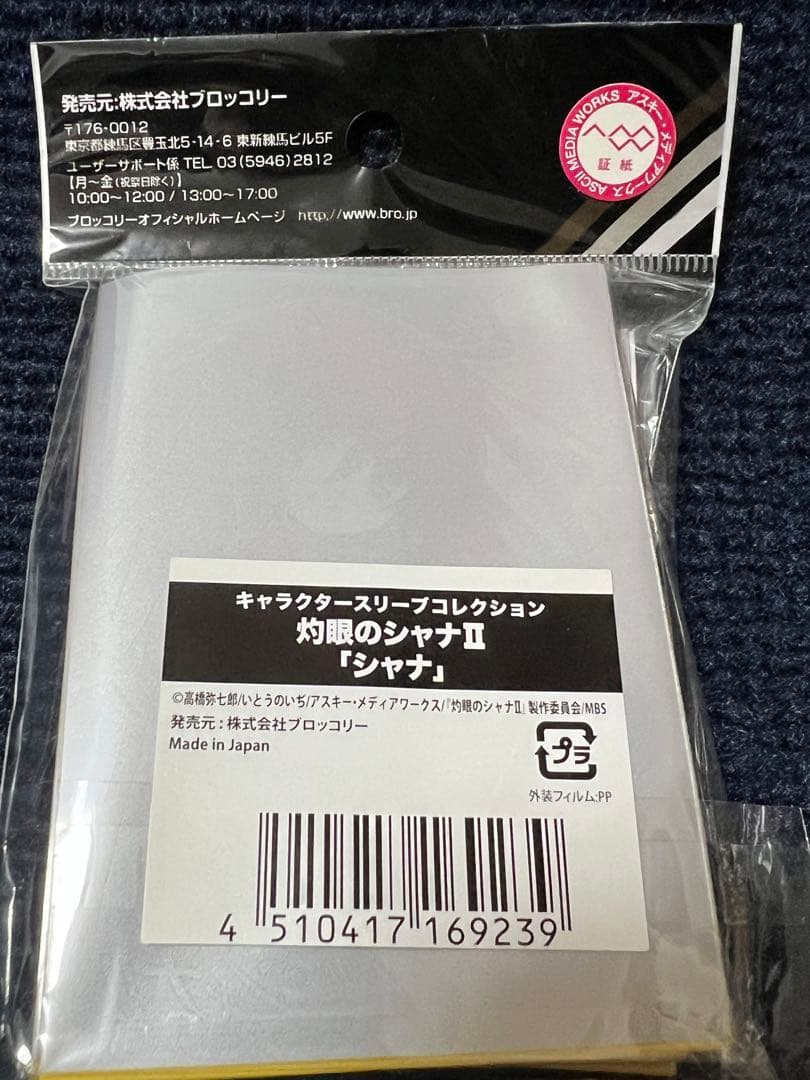 発売元:株式会社ブロッコリー
〒176-0012
東京都練馬区豊玉北5-14-6 東新練馬ビル5F
ユーザーサポート係 TEL. 03(5946)2812
【月〜金(祝祭日除く)】
10:00〜12:00 / 13:00〜17:00
ブロッコリーオフィシャルホームページ http://www.bro.jp
ASCII MEDIA WORKS アスキー・メディアワークス
証紙
キャラクタースリーブコレクション
灼眼のシャナⅡ
「シャナ」
©高橋弥七郎/いとうのいぢ/アスキー・メディアワークス/『灼眼のシャナⅡ』製作委員会/MBS
発売元:株式会社ブロッコリー
Made in Japan
プラ
外装フィルム:PP
4 510417 169239